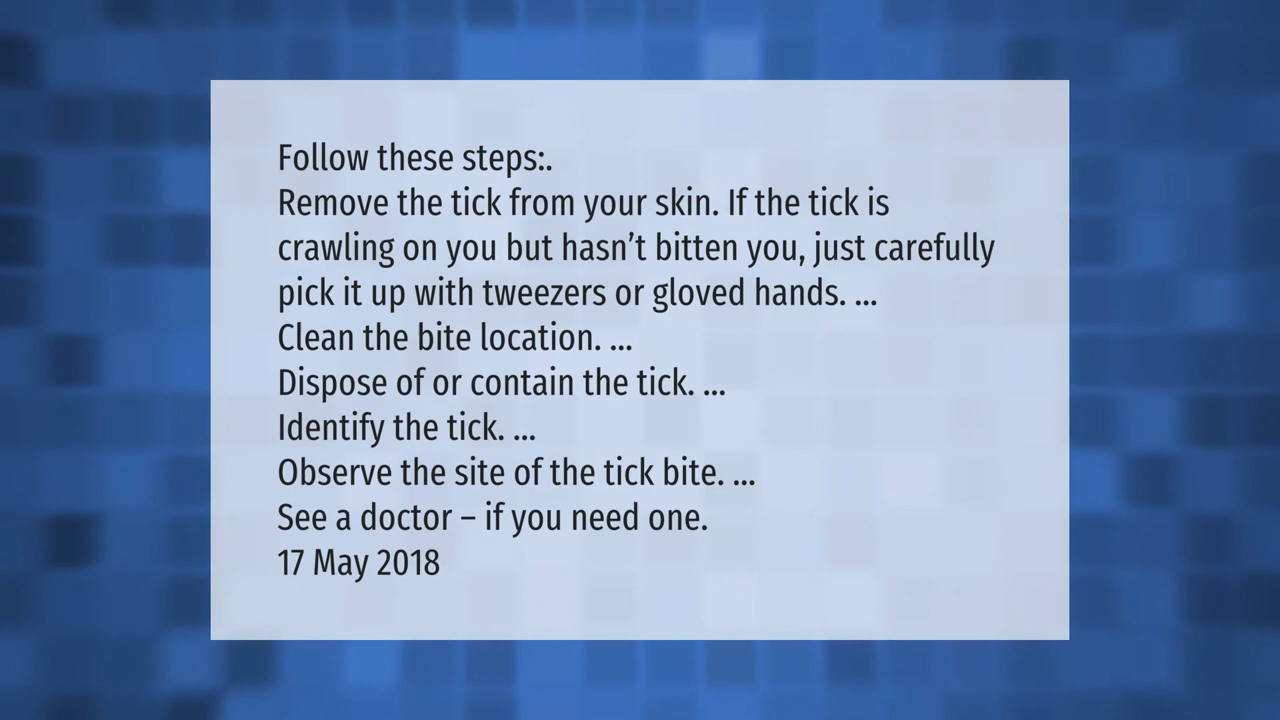 Follow these steps:.
Remove the tick from your skin. If the tick is
crawling on you but hasn’t bitten you, just carefully
pick it up with tweezers or gloved hands. ...
Clean the bite location. ...
Dispose of or contain the tick. ...
Identify the tick. ...
Observe the site of the tick bite. ...
See a doctor – if you need one.
17 May 2018